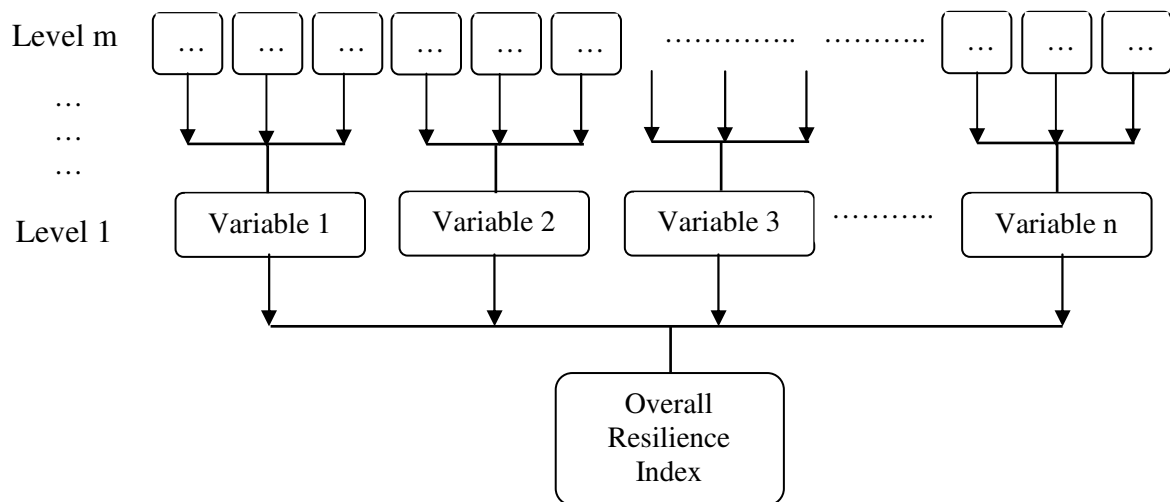 Level m
… … … … … … ………….. ……….. … … …
…
…
…
Level 1
Variable 1 Variable 2 Variable 3 ……….. Variable n
Overall
Resilience
Index